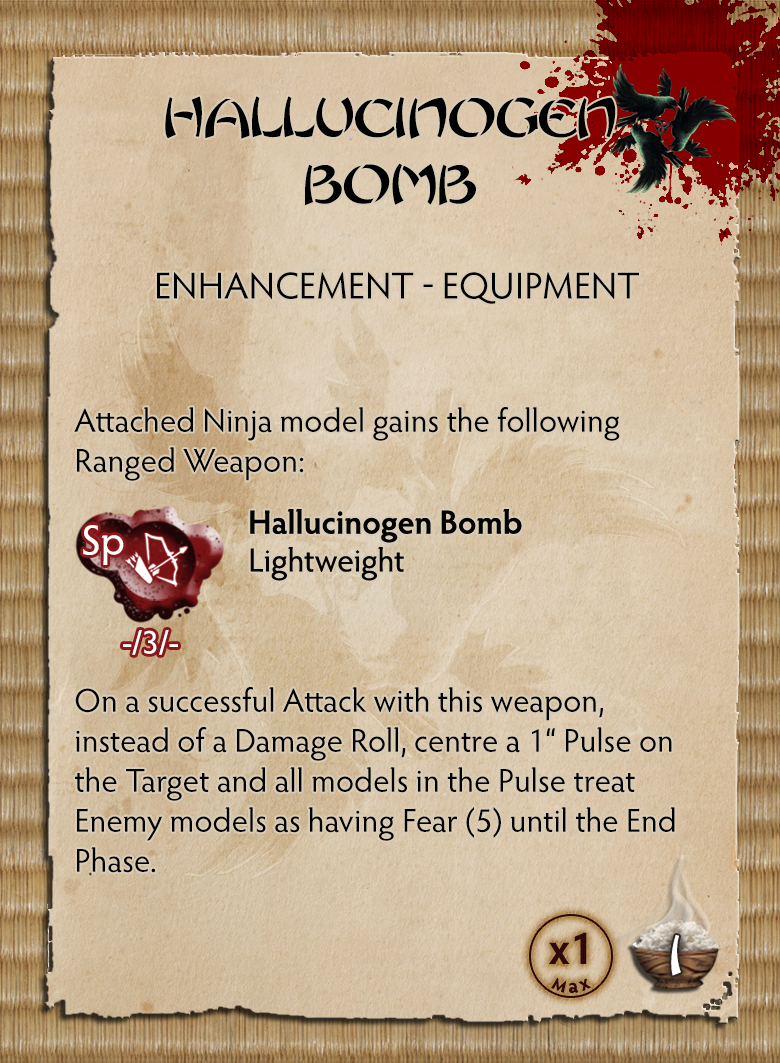 HALLUCINOGEN
BOMB
ENHANCEMENT - EQUIPMENT
Attached Ninja model gains the following
Ranged Weapon:
Sp
Hallucinogen Bomb
Lightweight
-/3/-
On a successful Attack with this weapon,
instead of a Damage Roll, centre a 1“ Pulse on
the Target and all models in the Pulse treat
Enemy models as having Fear (5) until the End
Phase.
x1
Max
1